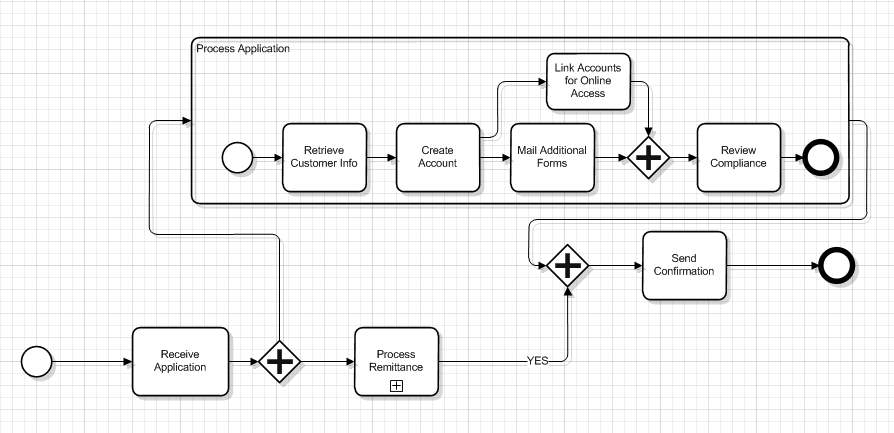 Process Application
Link Accounts
for Online
Access
Retrieve
Customer Info
Create
Account
Mail Additional
Forms
Review
Compliance
Send
Confirmation
Receive
Application
Process
Remittance
YES